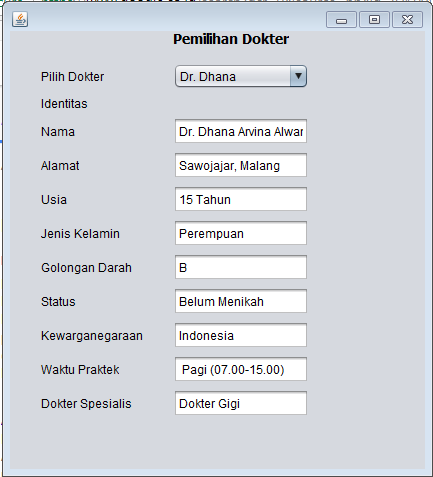 Pemilihan Dokter
Pilih Dokter Dr. Dhana
Identitas
Nama Dr. Dhana Arvina Alwar
Alamat Sawojajar, Malang
Usia 15 Tahun
Jenis Kelamin Perempuan
Golongan Darah B
Status Belum Menikah
Kewarganegaraan Indonesia
Waktu Praktek Pagi (07.00-15.00)
Dokter Spesialis Dokter Gigi